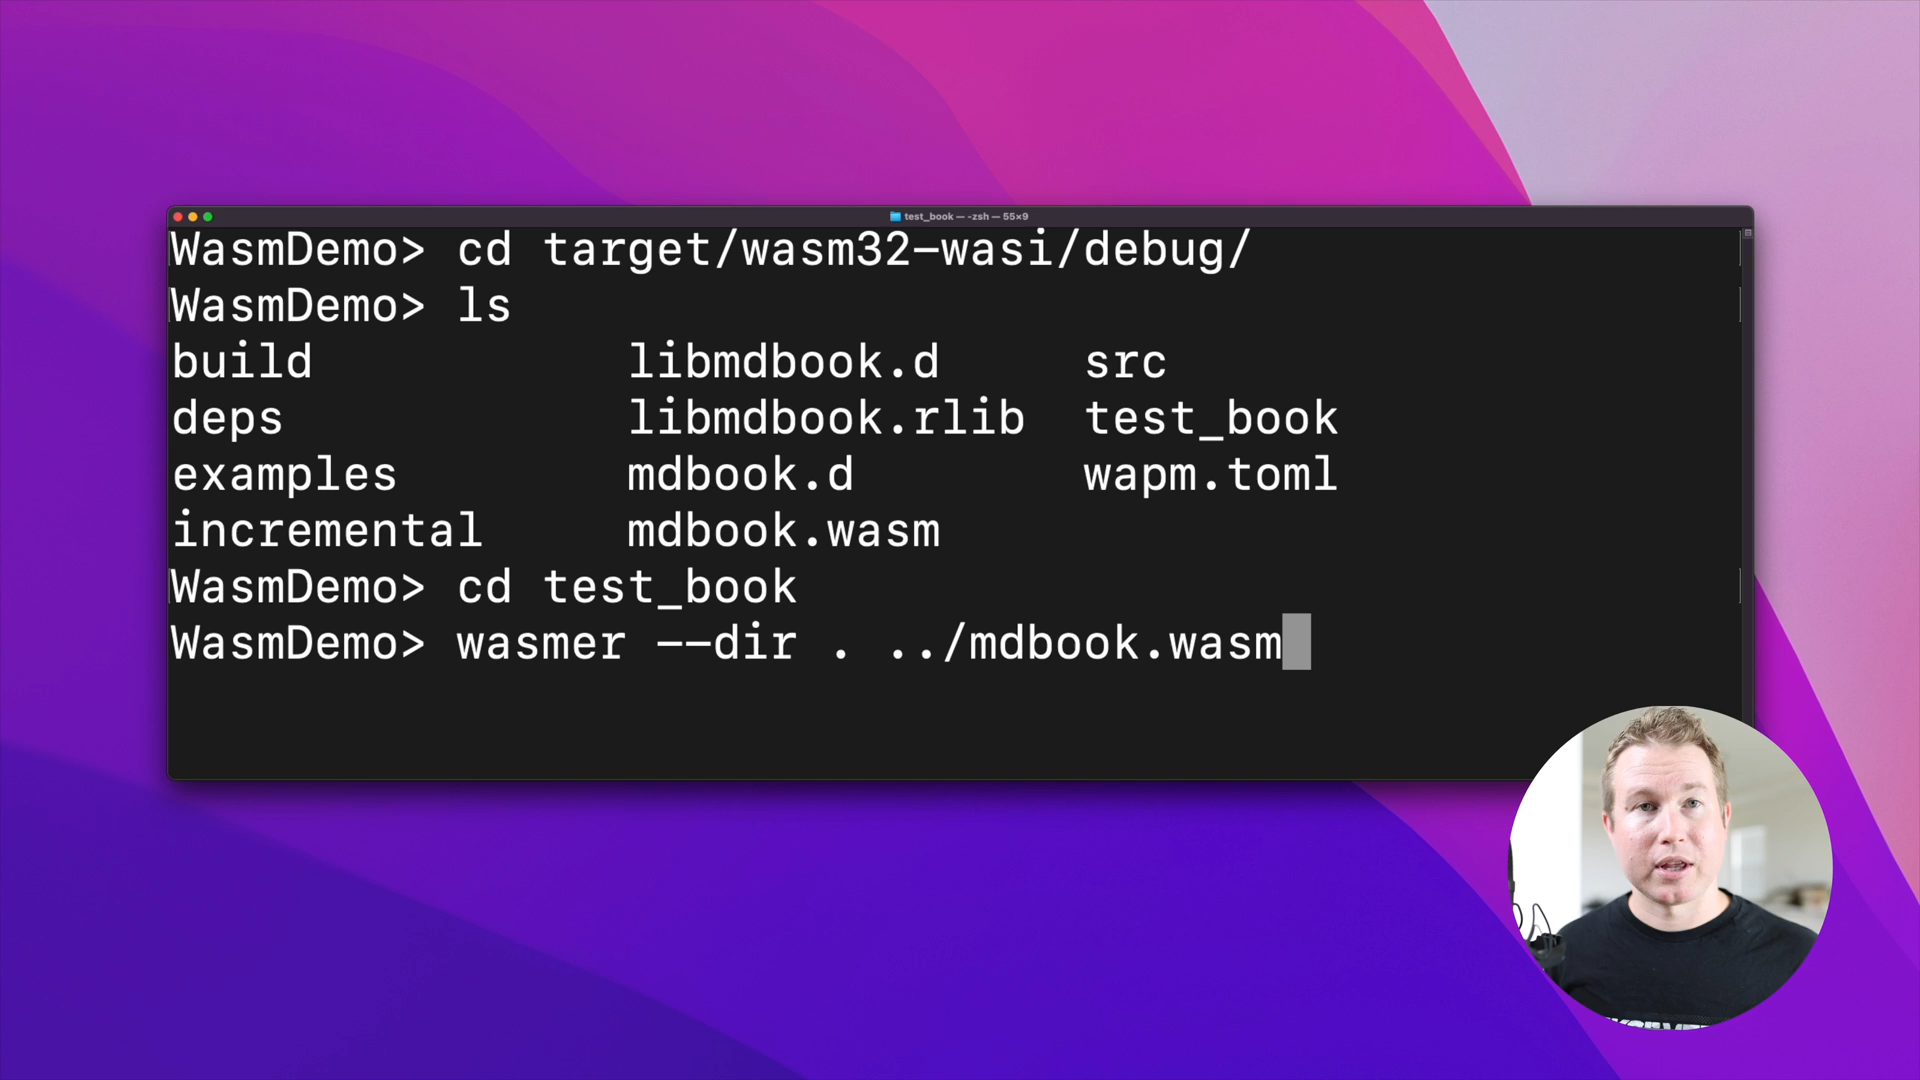 test_book — -zsh — 55×9
WasmDemo> cd target/wasm32-wasi/debug/
WasmDemo> ls
build libmdbook.d src
deps libmdbook.rlib test_book
examples mdbook.d wapm.toml
incremental mdbook.wasm
WasmDemo> cd test_book
WasmDemo> wasmer --dir . ../mdbook.wasm